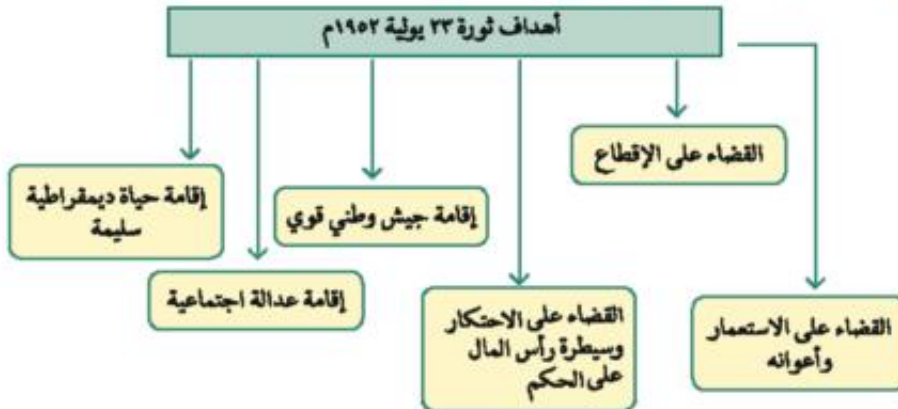 أهداف ثورة ٢٣ يولية ١٩٥٢م
القضاء على الاستعمار
وأعوانه
القضاء على الإقطاع
القضاء على الاحتكار
وسيطرة رأس المال
على الحكم
إقامة جيش وطني قوي
إقامة عدالة اجتماعية
إقامة حياة ديمقراطية
سليمة